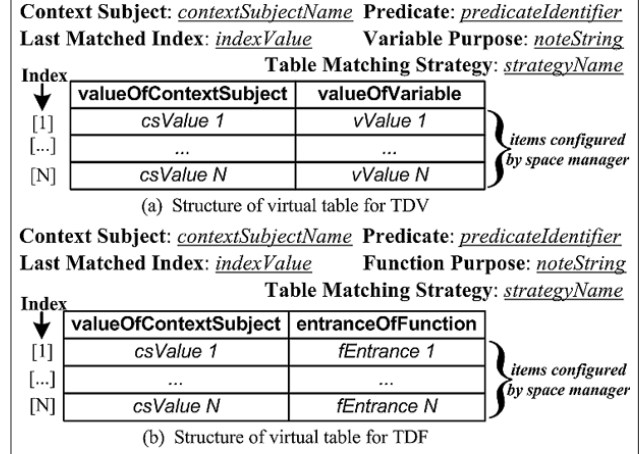 Context Subject: contextSubjectName Predicate: predicateIdentifier
Last Matched Index: indexValue Variable Purpose: noteString
Table Matching Strategy: strategyName
Index
valueOfContextSubject valueOfVariable
[1] csValue 1 vValue 1
[...] ... ...
[N] csValue N vValue N
items configured
by space manager
(a) Structure of virtual table for TDV
Context Subject: contextSubjectName Predicate: predicateIdentifier
Last Matched Index: indexValue Function Purpose: noteString
Table Matching Strategy: strategyName
Index
valueOfContextSubject entranceOfFunction
[1] csValue 1 fEntrance 1
[...] ... ...
[N] csValue N fEntrance N
items configured
by space manager
(b) Structure of virtual table for TDF